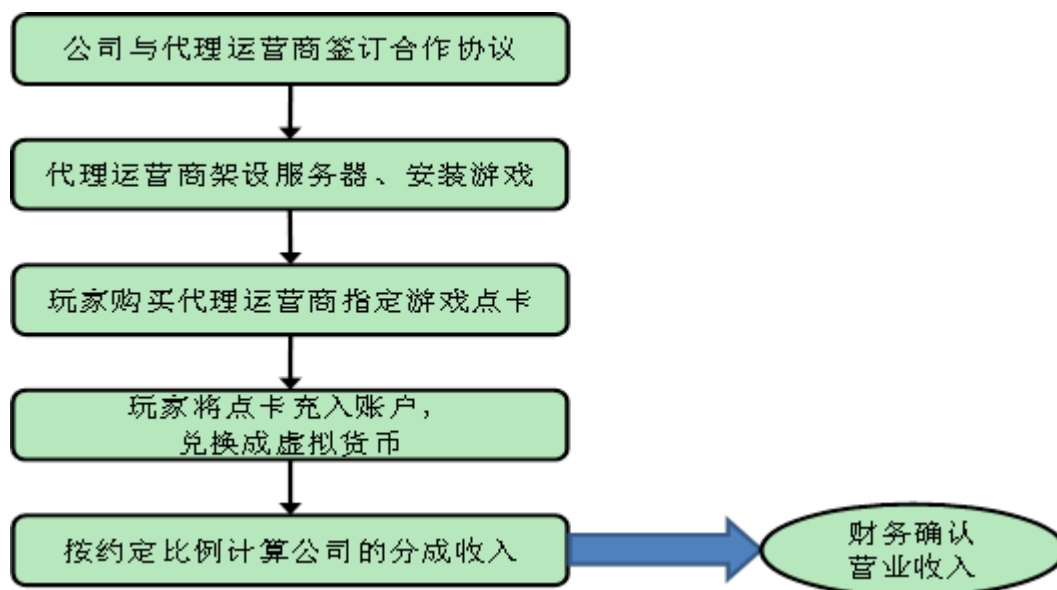 公司与代理运营商签订合作协议
代理运营商架设服务器、安装游戏
玩家购买代理运营商指定游戏点卡
玩家将点卡充入账户，
兑换成虚拟货币
按约定比例计算公司的分成收入
财务确认
营业收入